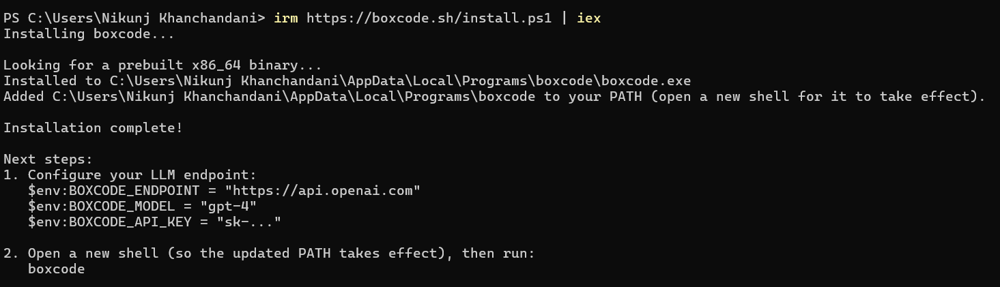 PS C:\Users\Nikunj Khanchandani> irm https://boxcode.sh/install.ps1 | iex
Installing boxcode...

Looking for a prebuilt x86_64 binary...
Installed to C:\Users\Nikunj Khanchandani\AppData\Local\Programs\boxcode\boxcode.exe
Added C:\Users\Nikunj Khanchandani\AppData\Local\Programs\boxcode to your PATH (open a new shell for it to take effect).

Installation complete!

Next steps:
1. Configure your LLM endpoint:
   $env:BOXCODE_ENDPOINT = "https://api.openai.com"
   $env:BOXCODE_MODEL = "gpt-4"
   $env:BOXCODE_API_KEY = "sk-..."

2. Open a new shell (so the updated PATH takes effect), then run:
   boxcode